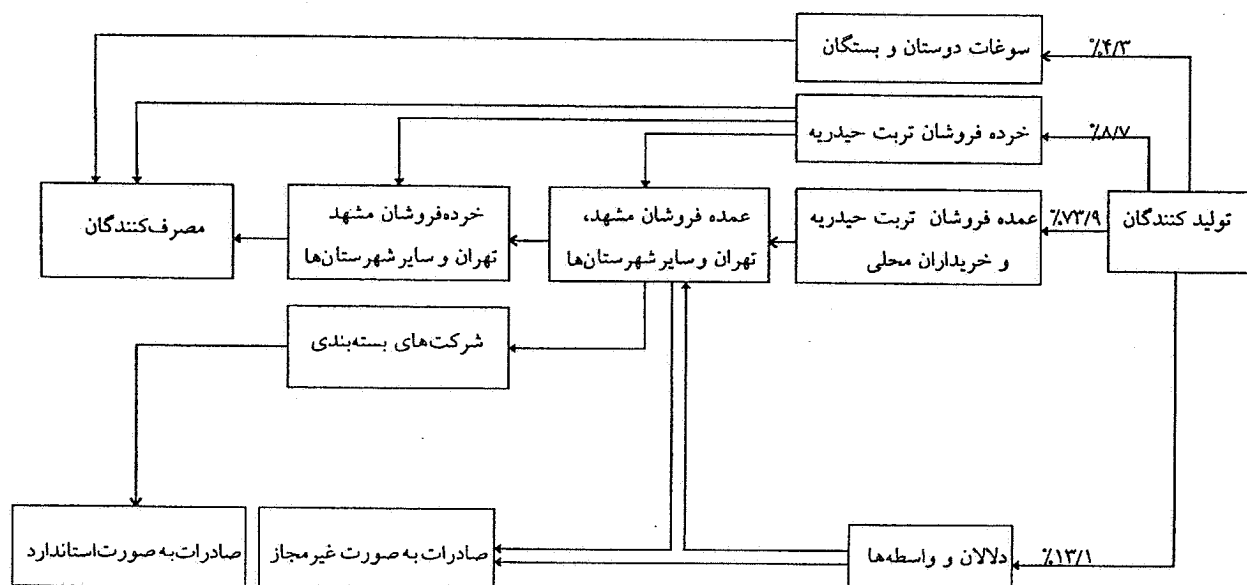 سوغات دوستان و بستگان
٪۴/۳
خرده فروشان تربت حیدریه
٪۸/۷
تولید کنندگان
٪۷۳/۹
عمده فروشان تربت حیدریه
و خریداران محلی
عمده فروشان مشهد،
تهران و سایر شهرستان‌ها
خرده‌فروشان مشهد
تهران و سایر شهرستان‌ها
مصرف‌کنندگان
شرکت‌های بسته‌بندی
٪۱۳/۱
دلالان و واسطه‌ها
صادرات به صورت غیر مجاز
صادرات به صورت استاندارد